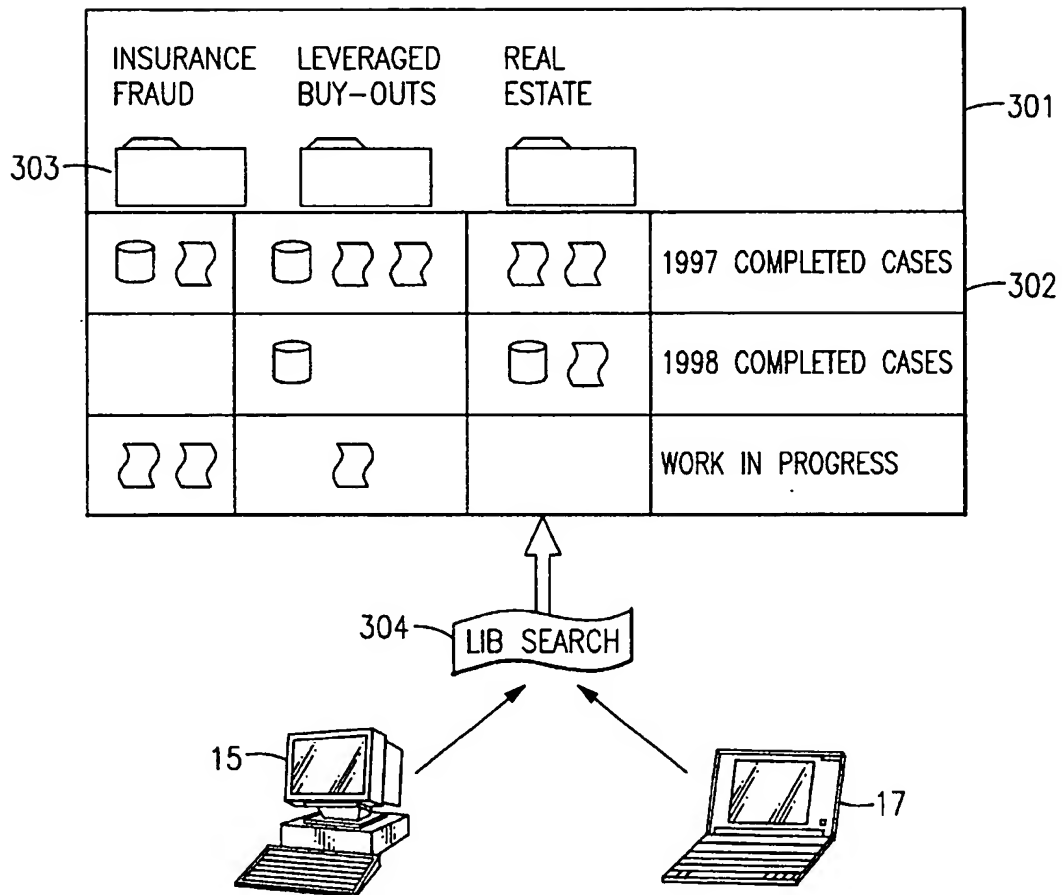 INSURANCE FRAUD
LEVERAGED BUY-OUTS
REAL ESTATE
301
303
1997 COMPLETED CASES
302
1998 COMPLETED CASES
WORK IN PROGRESS
304
LIB SEARCH
15
17